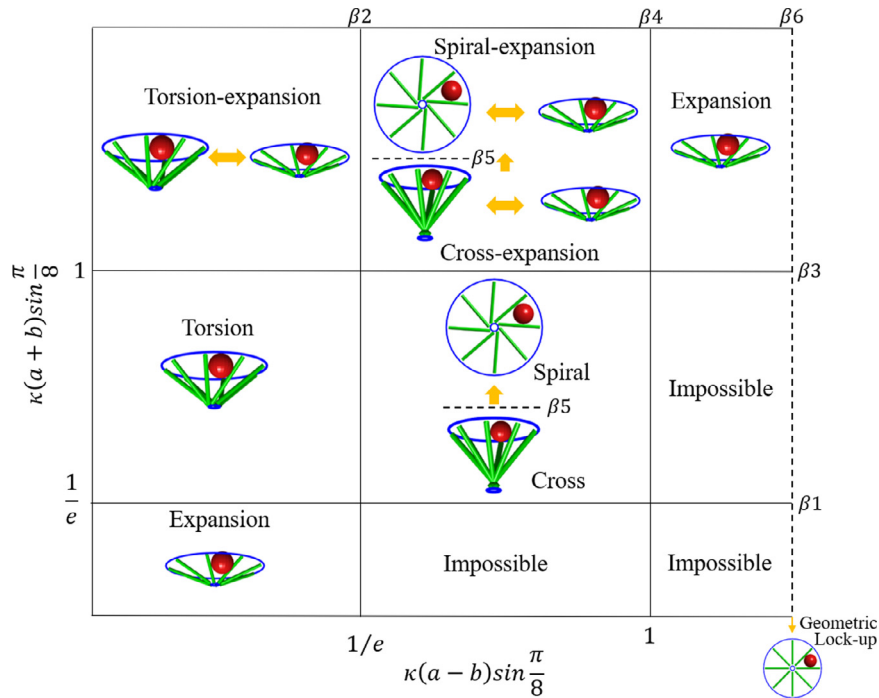 β2
β4
β6
Spiral-expansion
Torsion-expansion
Expansion
β5
Cross-expansion
1
β3
κ(a + b)sin π/8
Torsion
Spiral
Impossible
β5
1/e
Cross
β1
Expansion
Impossible
Impossible
1/e
1
Geometric
Lock-up
κ(a − b)sin π/8